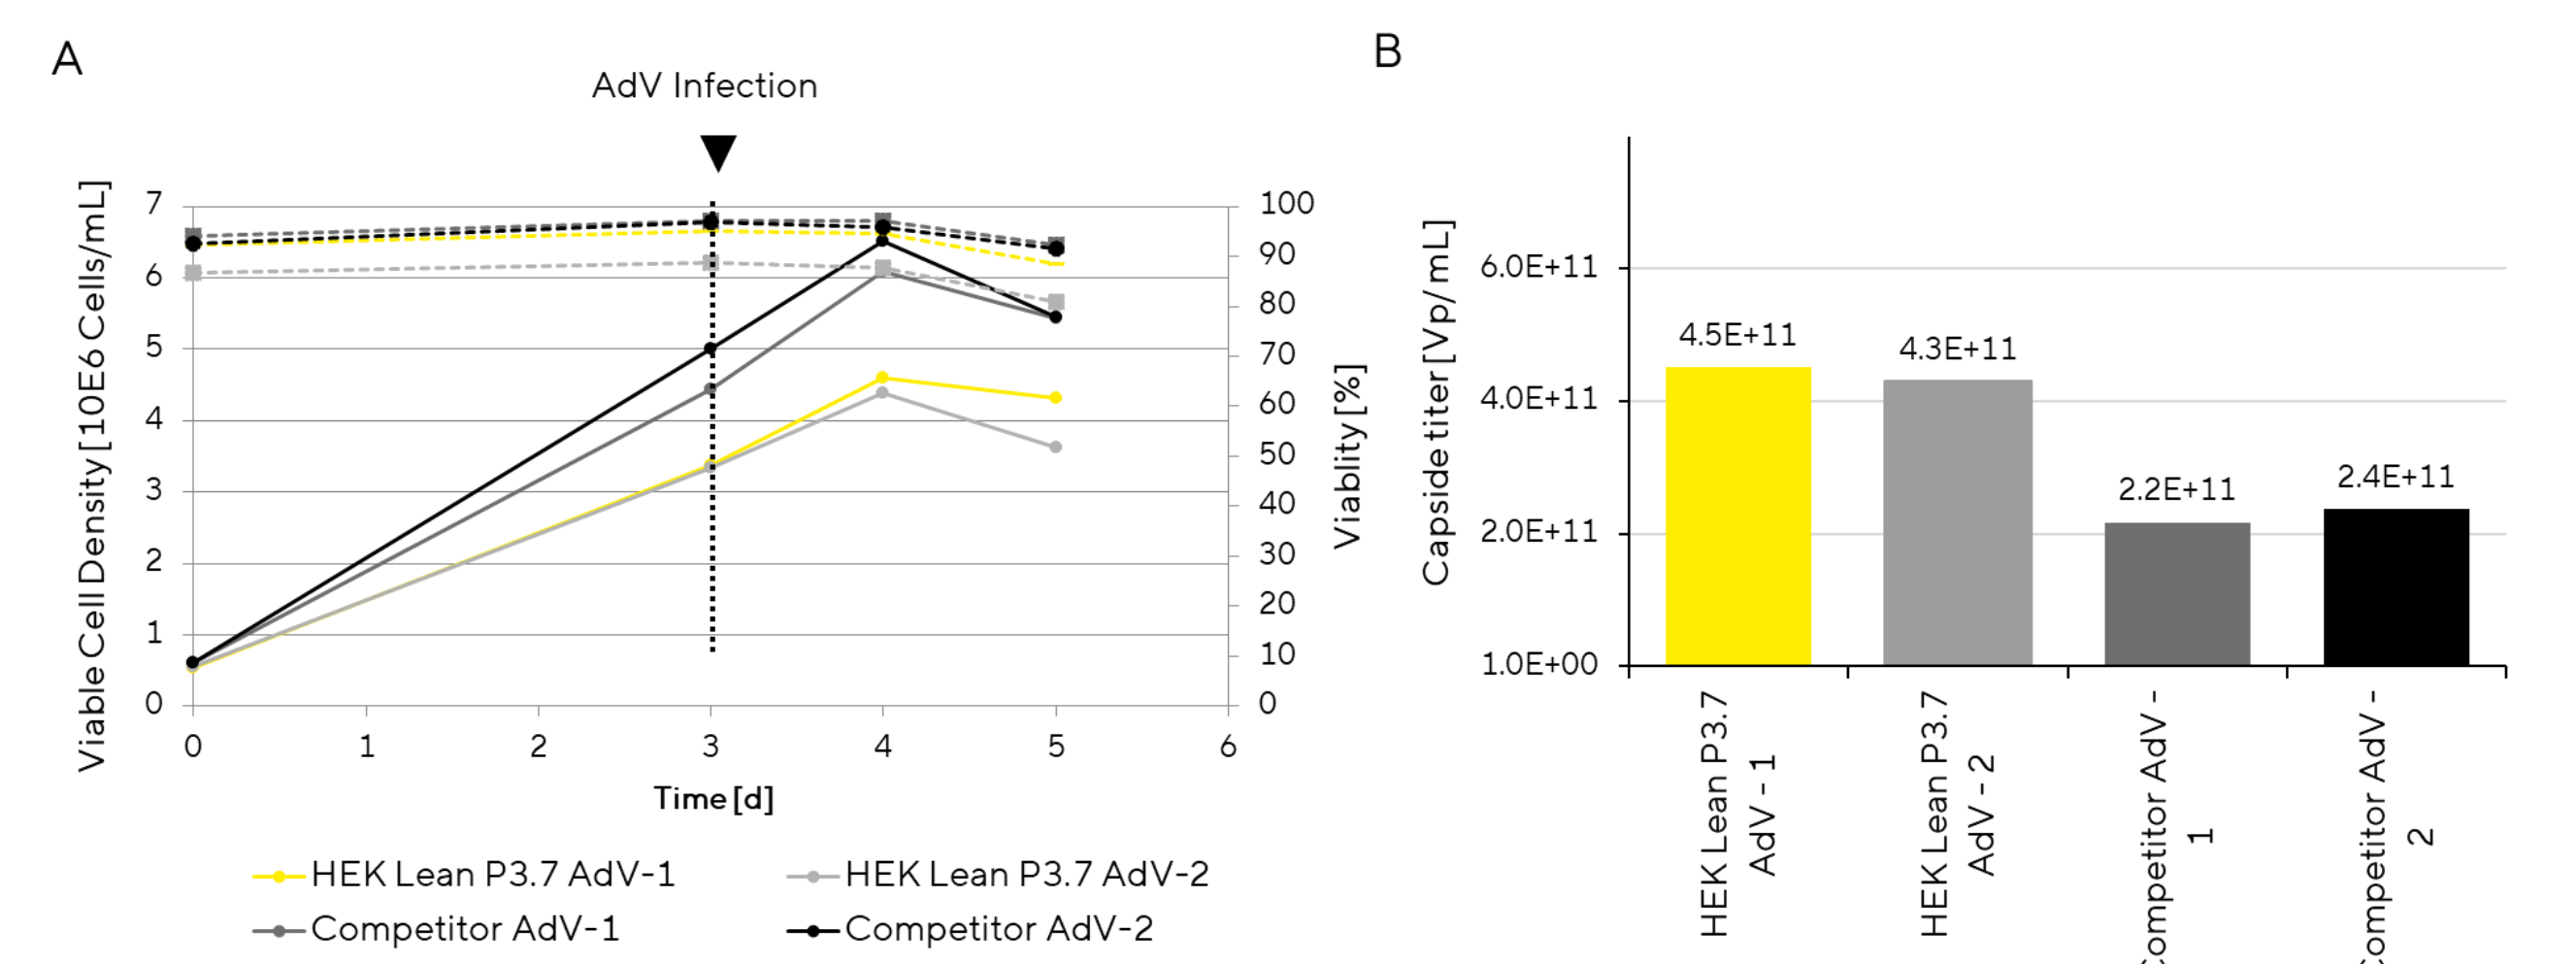 A
AdV Infection
Viable Cell Density [10E6 Cells/mL]
7
6
5
4
3
2
1
0
100
90
80
70
60
50
40
30
20
10
0
Viablity [%]
0 1 2 3 4 5 6
Time [d]
HEK Lean P3.7 AdV-1
HEK Lean P3.7 AdV-2
Competitor AdV-1
Competitor AdV-2
B
Capside titer [Vp/mL]
6.0E+11
4.0E+11
2.0E+11
1.0E+00
4.5E+11
4.3E+11
2.2E+11
2.4E+11
HEK Lean P3.7
AdV - 1
HEK Lean P3.7
AdV - 2
Competitor AdV -
1
Competitor AdV -
2